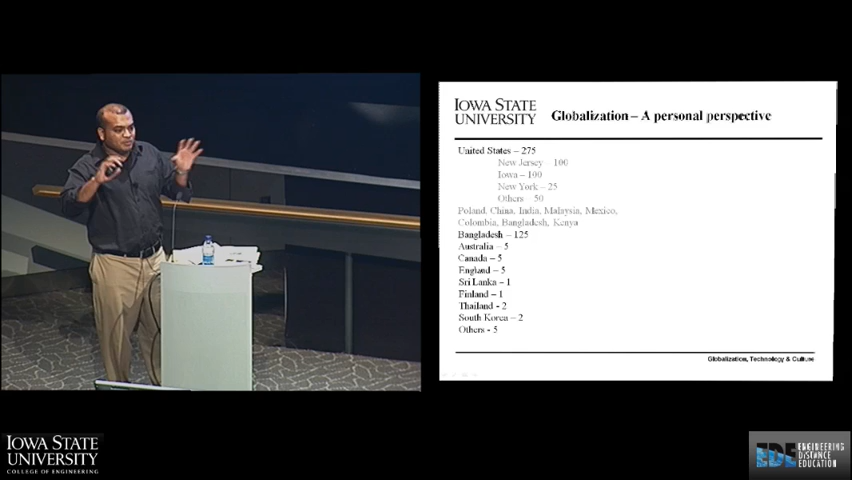 IOWA STATE
UNIVERSITY
Globalization – A personal perspective
United States – 275
New Jersey – 100
Iowa – 100
New York – 25
Others – 50
Poland, China, India, Malaysia, Mexico,
Colombia, Bangladesh, Kenya
Bangladesh – 125
Australia – 5
Canada – 5
England – 5
Sri Lanka – 1
Finland – 1
Thailand - 2
South Korea – 2
Others - 5
Globalization, Technology & Culture
IOWA STATE
UNIVERSITY
COLLEGE OF ENGINEERING
EDE ENGINEERING
DISTANCE
EDUCATION